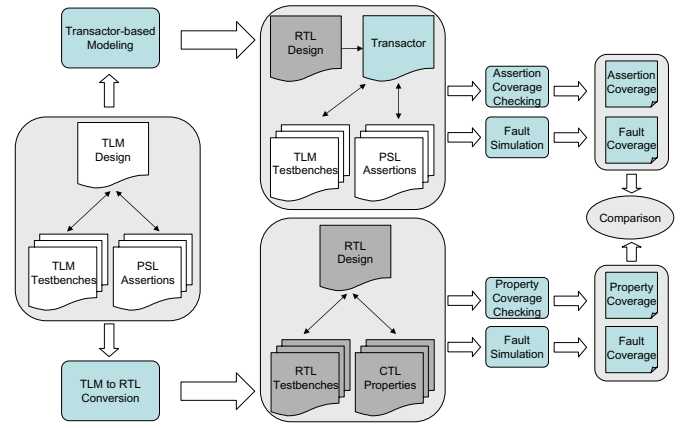 Transactor-based
Modeling
RTL
Design
Transactor
Assertion
Coverage
Checking
Fault
Simulation
Assertion
Coverage
Fault
Coverage
TLM
Testbenches
PSL
Assertions
TLM
Design
TLM
Testbenches
PSL
Assertions
Comparison
RTL
Design
RTL
Testbenches
CTL
Properties
Property
Coverage
Checking
Fault
Simulation
Property
Coverage
Fault
Coverage
TLM to RTL
Conversion